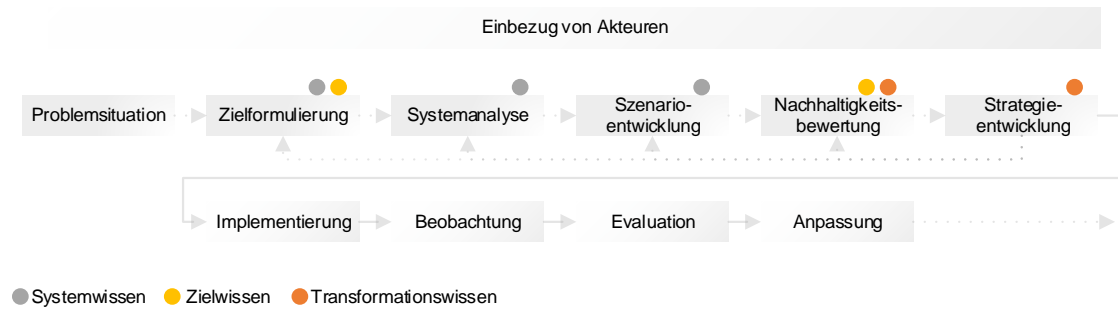 Einbezug von Akteuren
Problemsituation
Zielformulierung
Systemanalyse
Szenario-
entwicklung
Nachhaltigkeits-
bewertung
Strategie-
entwicklung
Implementierung
Beobachtung
Evaluation
Anpassung
Systemwissen
Zielwissen
Transformationswissen